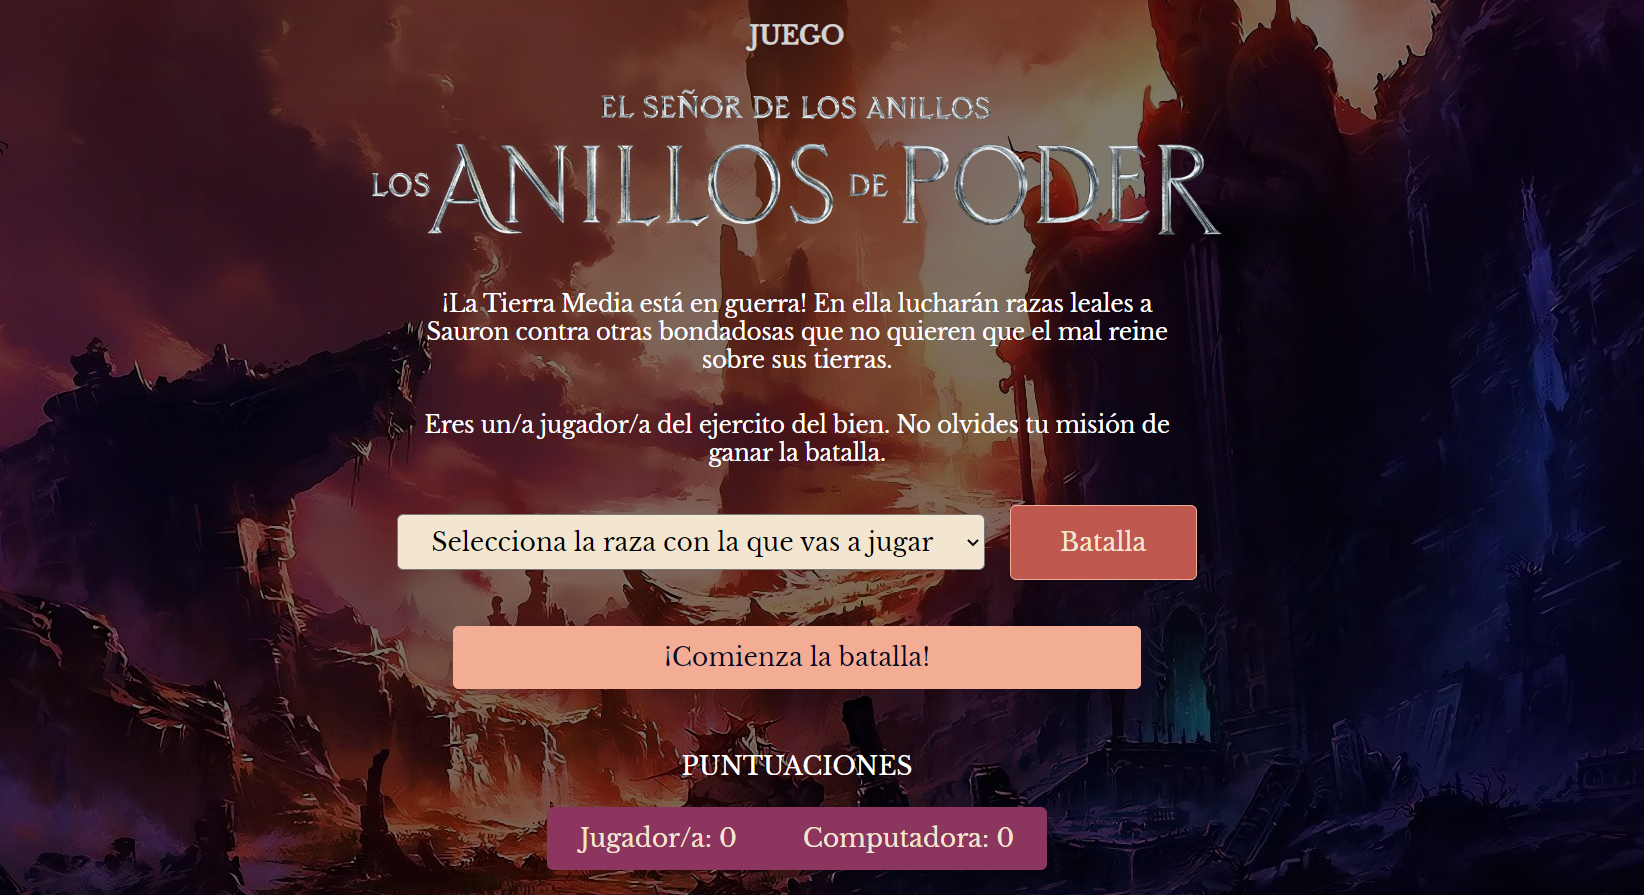 JUEGO
EL SEÑOR DE LOS ANILLOS
LOS ANILLOS DE PODER
¡La Tierra Media está en guerra! En ella lucharán razas leales a
Sauron contra otras bondadosas que no quieren que el mal reine
sobre sus tierras.
Eres un/a jugador/a del ejercito del bien. No olvides tu misión de
ganar la batalla.
Selecciona la raza con la que vas a jugar
Batalla
¡Comienza la batalla!
PUNTUACIONES
Jugador/a: 0 Computadora: 0